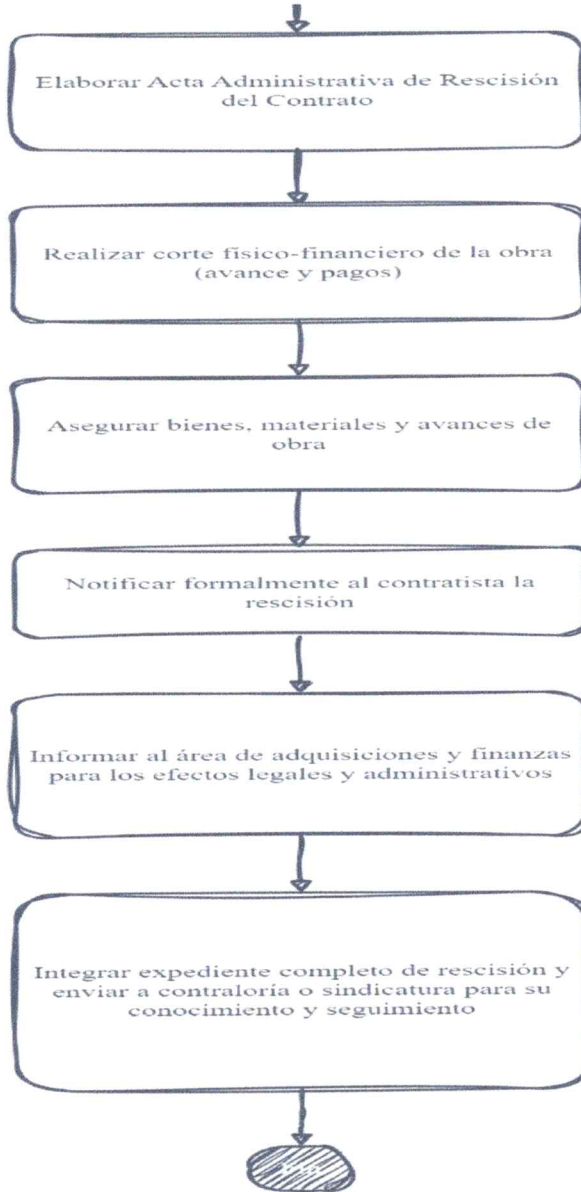 Elaborar Acta Administrativa de Rescisión
del Contrato
Realizar corte físico-financiero de la obra
(avance y pagos)
Asegurar bienes, materiales y avances de
obra
Notificar formalmente al contratista la
rescisión
Informar al área de adquisiciones y finanzas
para los efectos legales y administrativos
Integrar expediente completo de rescisión y
enviar a contraloría o sindicatura para su
conocimiento y seguimiento